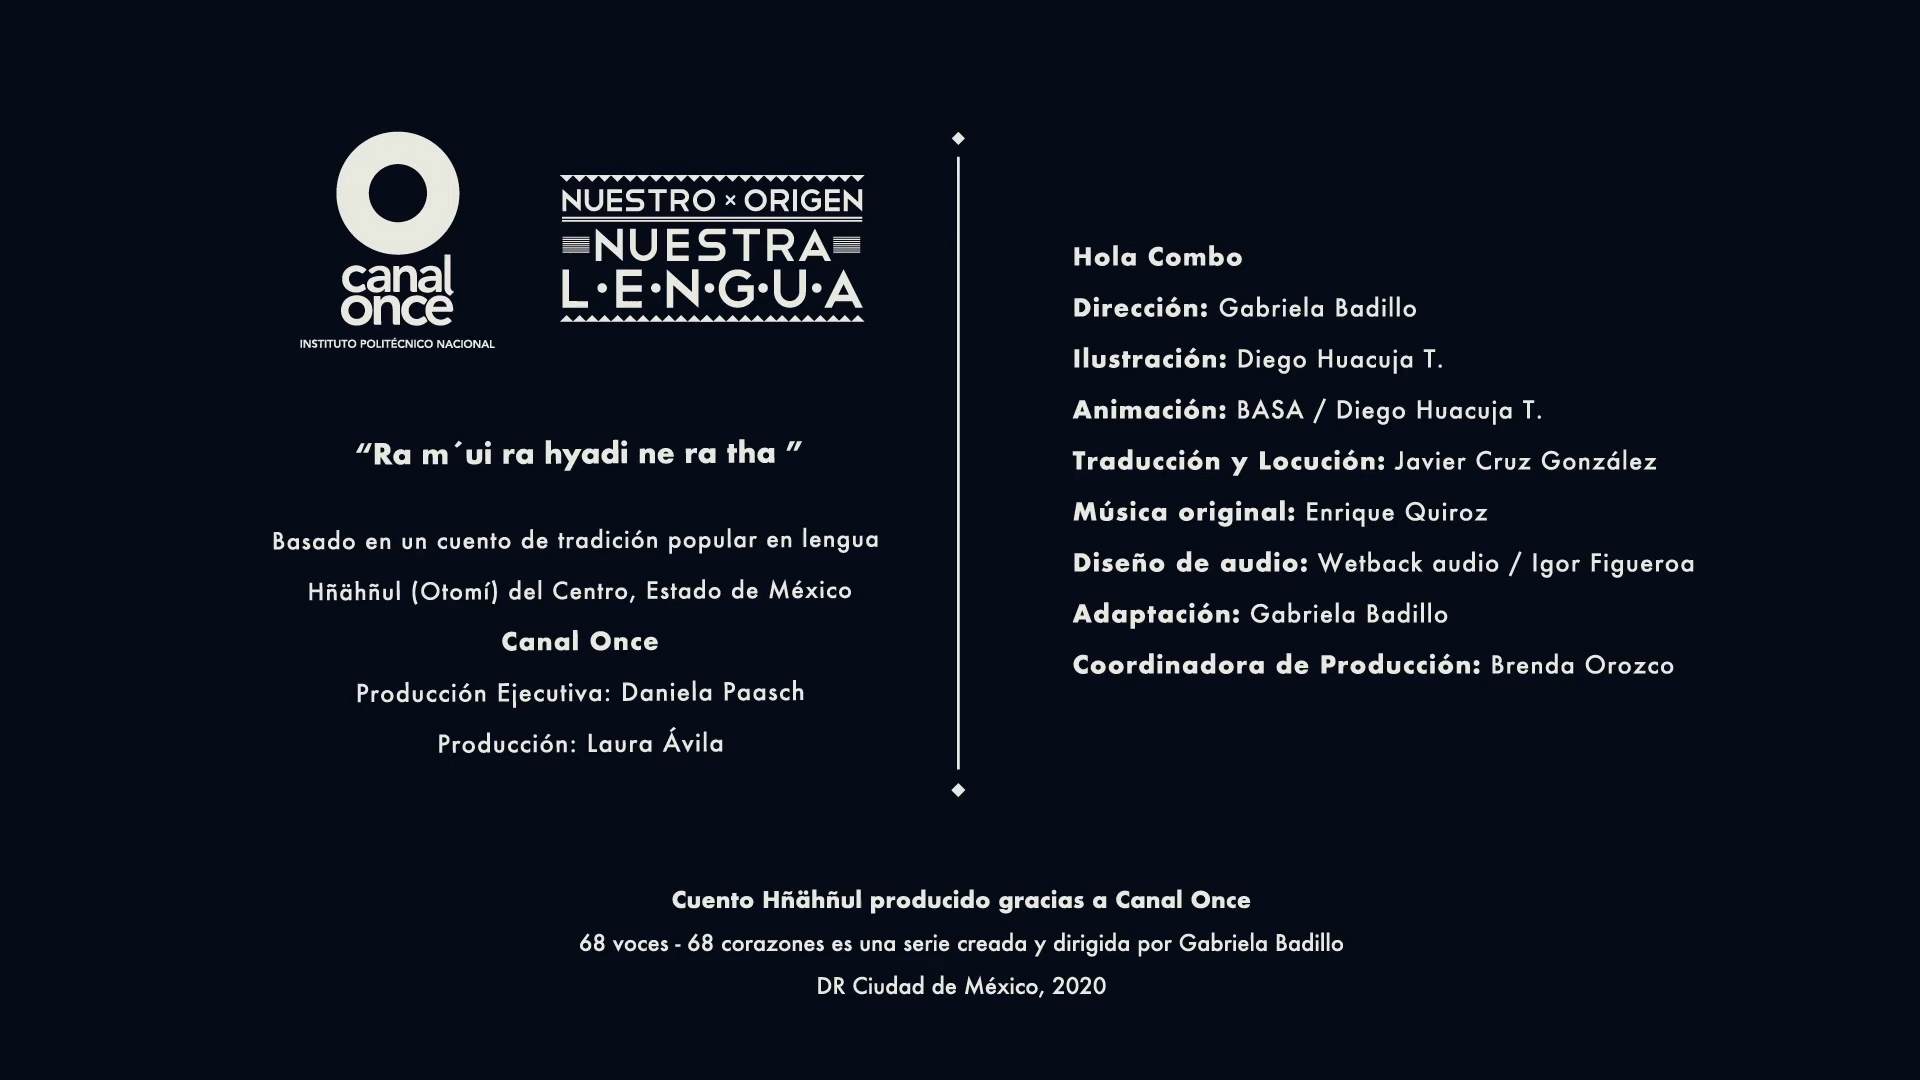 canal
once
INSTITUTO POLITÉCNICO NACIONAL
NUESTRO × ORIGEN
NUESTRA
L·E·N·G·U·A
“Ra m´ui ra hyadi ne ra tha ”
Basado en un cuento de tradición popular en lengua
Hñähñul (Otomí) del Centro, Estado de México
Canal Once
Producción Ejecutiva: Daniela Paasch
Producción: Laura Ávila
Hola Combo
Dirección: Gabriela Badillo
Ilustración: Diego Huacuja T.
Animación: BASA / Diego Huacuja T.
Traducción y Locución: Javier Cruz González
Música original: Enrique Quiroz
Diseño de audio: Wetback audio / Igor Figueroa
Adaptación: Gabriela Badillo
Coordinadora de Producción: Brenda Orozco
Cuento Hñähñul producido gracias a Canal Once
68 voces - 68 corazones es una serie creada y dirigida por Gabriela Badillo
DR Ciudad de México, 2020